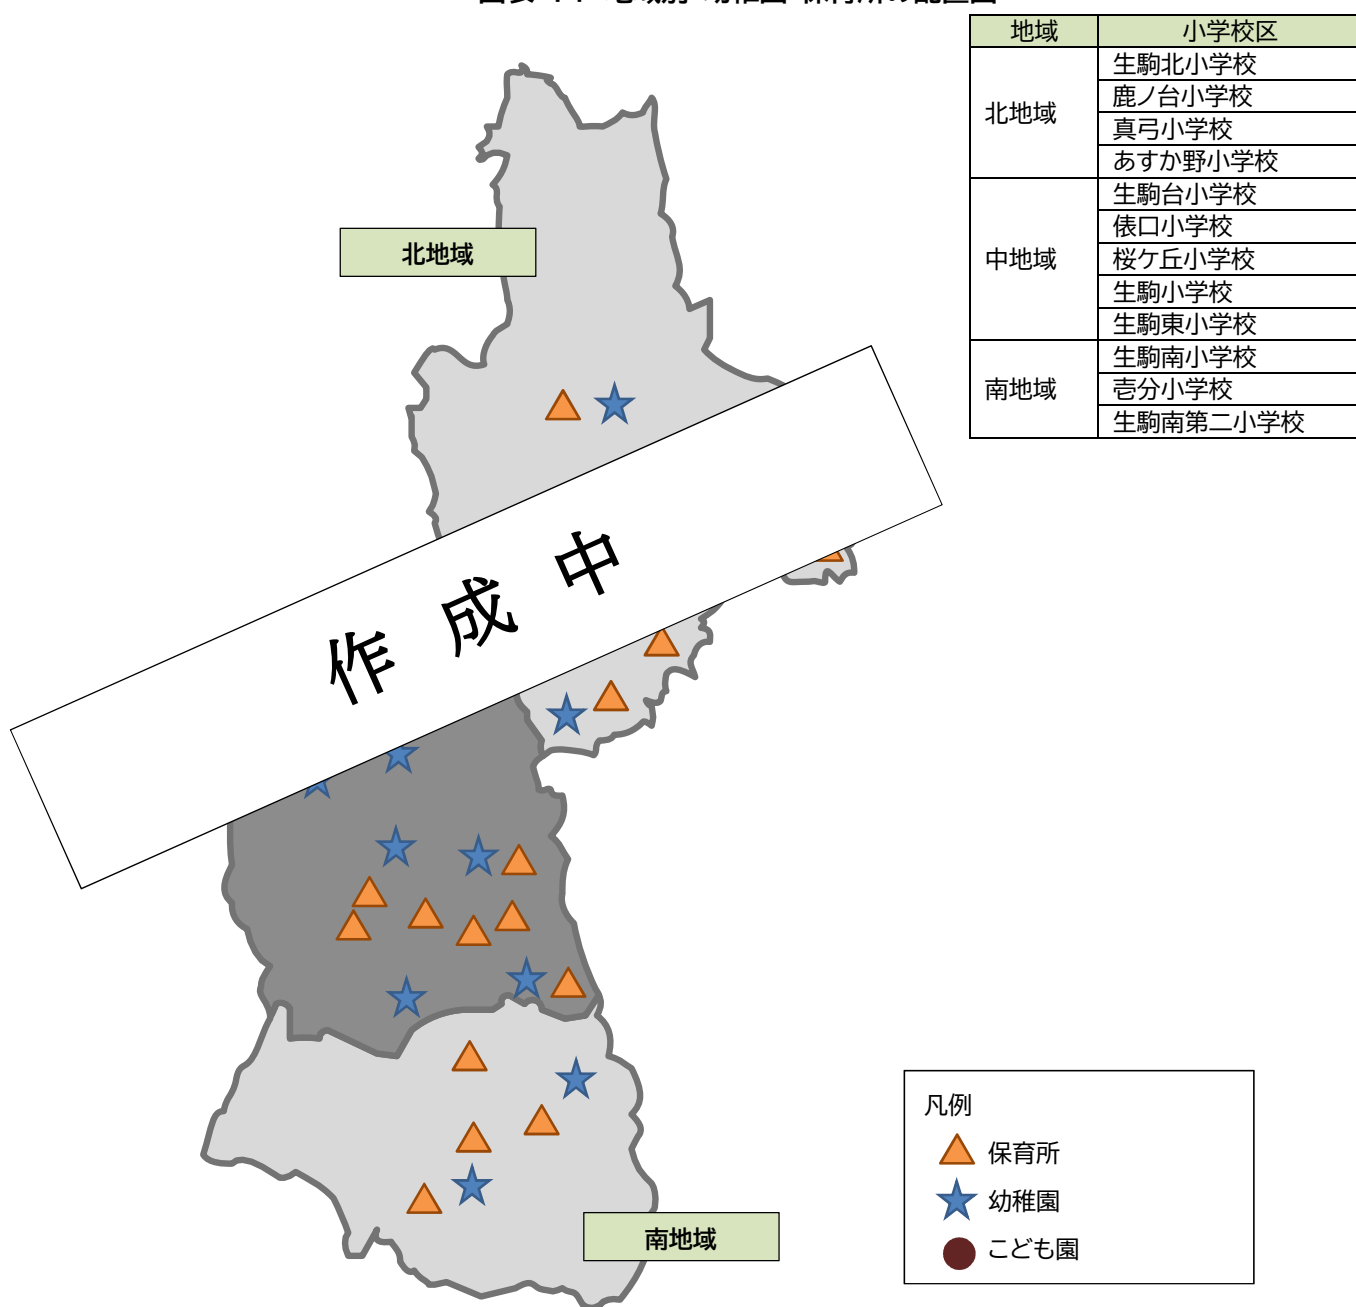 地域 小学校区
北地域
生駒北小学校
鹿ノ台小学校
真弓小学校
あすか野小学校
中地域
生駒台小学校
俵口小学校
桜ケ丘小学校
生駒小学校
生駒東小学校
南地域
生駒南小学校
壱分小学校
生駒南第二小学校
北地域
作成中
南地域
凡例
保育所
幼稚園
こども園